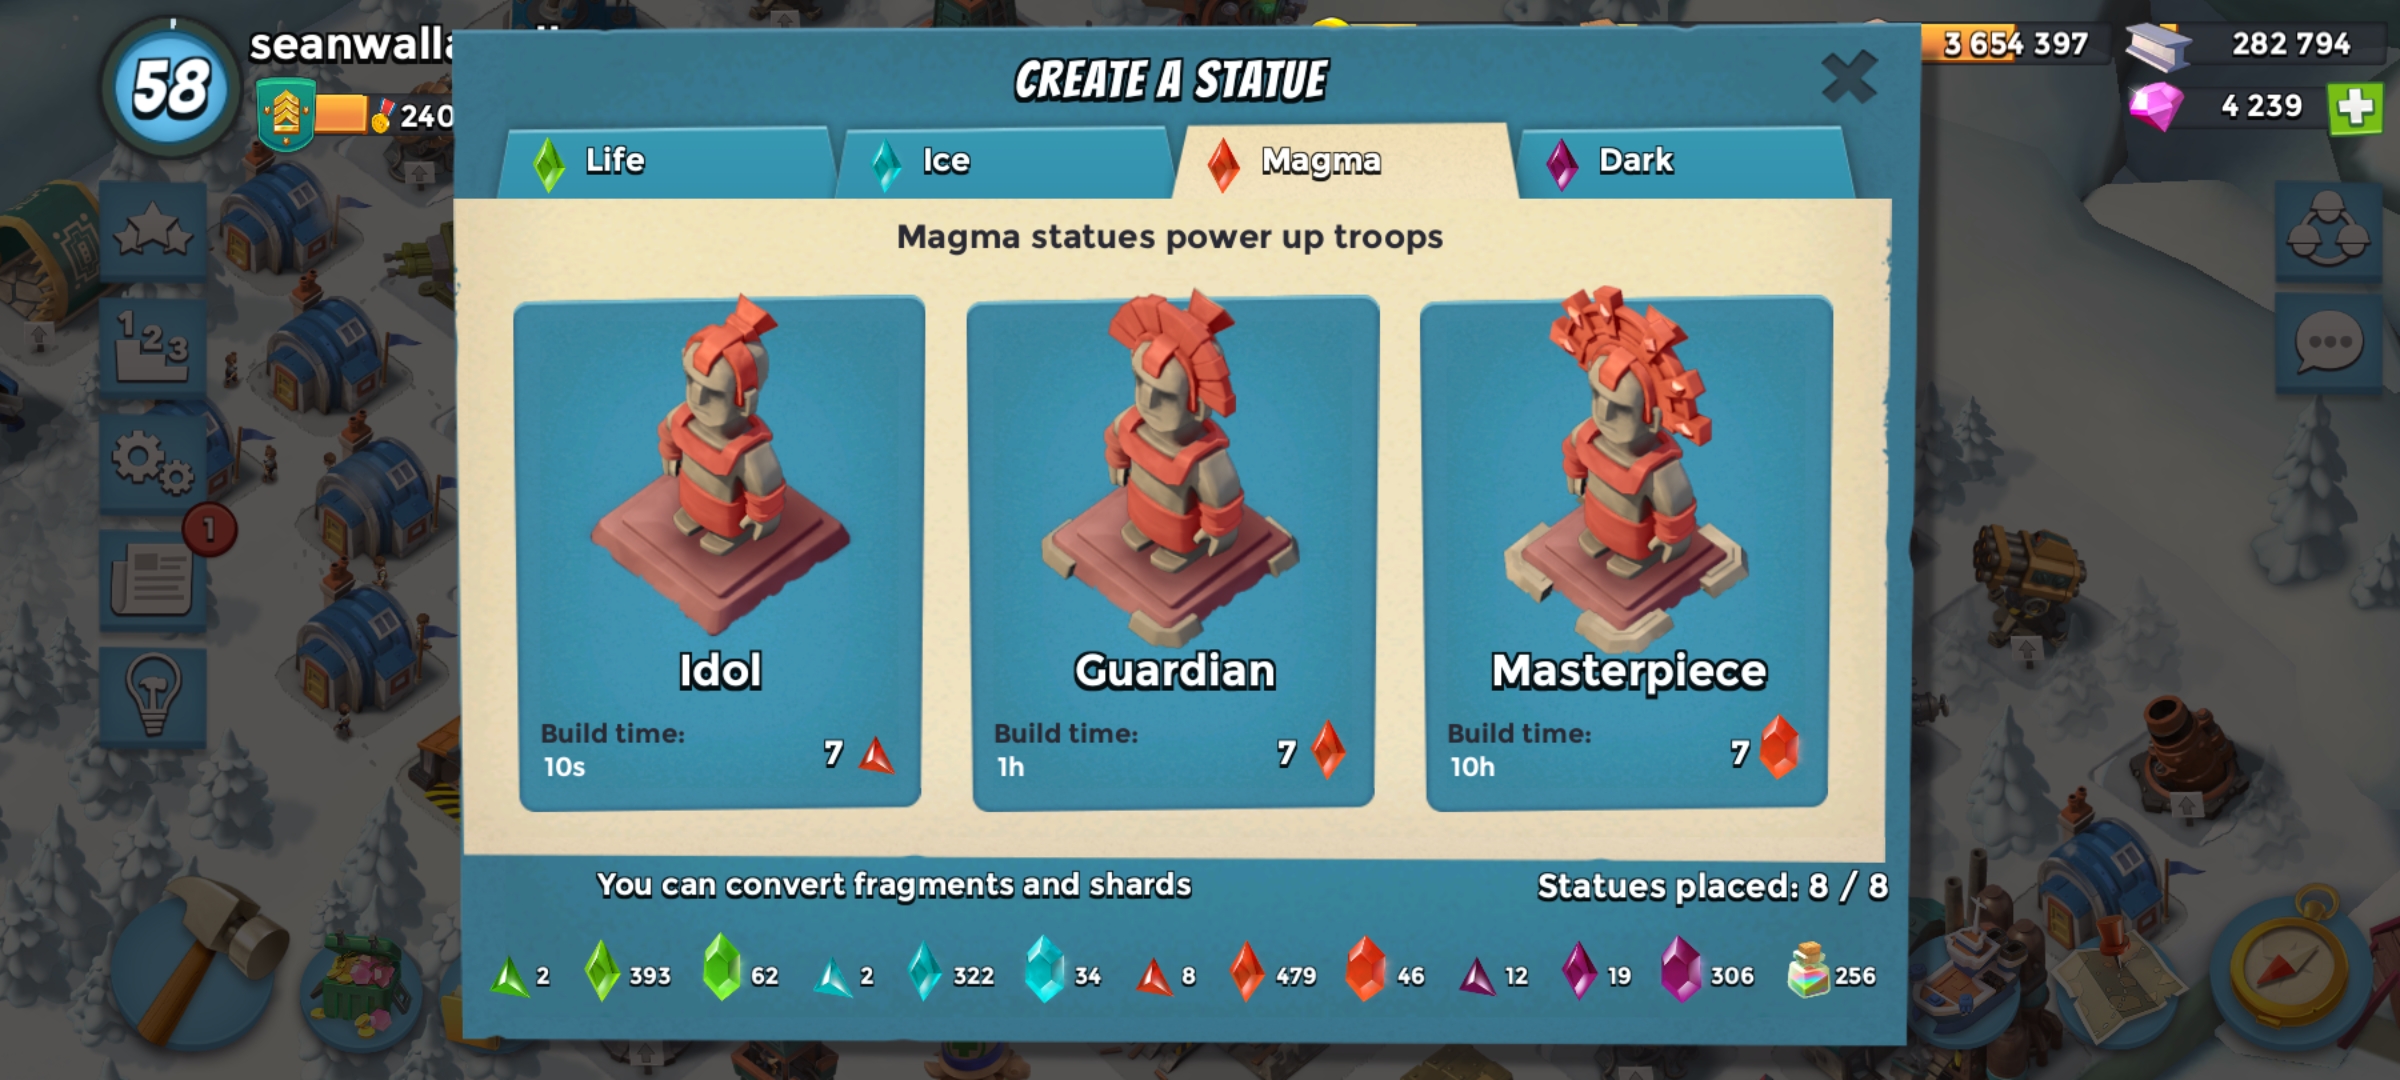 58
240
3 654 397
282 794
4 239
CREATE A STATUE
Life
Ice
Magma
Dark
Magma statues power up troops
Idol
Build time:
10s
7
Guardian
Build time:
1h
7
Masterpiece
Build time:
10h
7
1 2 3
1
You can convert fragments and shards
Statues placed: 8 / 8
2 393 62 2 322 34 8 479 46 12 19 306 256